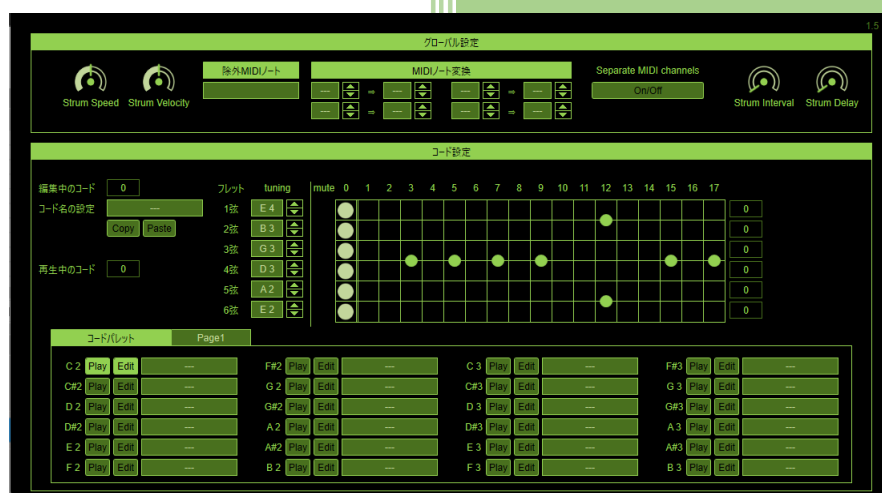 1.5
グローバル設定
除外MIDIノート MIDIノート変換 Separate MIDI channels
--- ⇒ --- --- ⇒ --- On/Off
Strum Speed Strum Velocity Strum Interval Strum Delay
--- ⇒ --- --- ⇒ ---
コード設定
編集中のコード 0 フレット tuning mute 0 1 2 3 4 5 6 7 8 9 10 11 12 13 14 15 16 17
コード名の設定 --- 1弦 E 4 0
Copy Paste 2弦 B 3 0
3弦 G 3 0
再生中のコード 0 4弦 D 3 0
5弦 A 2 0
6弦 E 2 0
コードパレット Page1
C 2 Play Edit --- F#2 Play Edit --- C 3 Play Edit --- F#3 Play Edit ---
C#2 Play Edit --- G 2 Play Edit --- C#3 Play Edit --- G 3 Play Edit ---
D 2 Play Edit --- G#2 Play Edit --- D 3 Play Edit --- G#3 Play Edit ---
D#2 Play Edit --- A 2 Play Edit --- D#3 Play Edit --- A 3 Play Edit ---
E 2 Play Edit --- A#2 Play Edit --- E 3 Play Edit --- A#3 Play Edit ---
F 2 Play Edit --- B 2 Play Edit --- F 3 Play Edit --- B 3 Play Edit ---